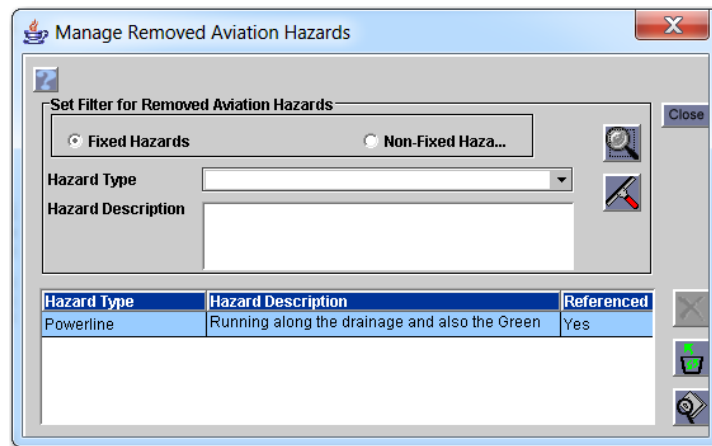 Manage Removed Aviation Hazards
X
?
Set Filter for Removed Aviation Hazards
Close
Fixed Hazards Non-Fixed Haza...
Hazard Type
Hazard Description
Hazard Type Hazard Description Referenced
Powerline Running along the drainage and also the Green Yes